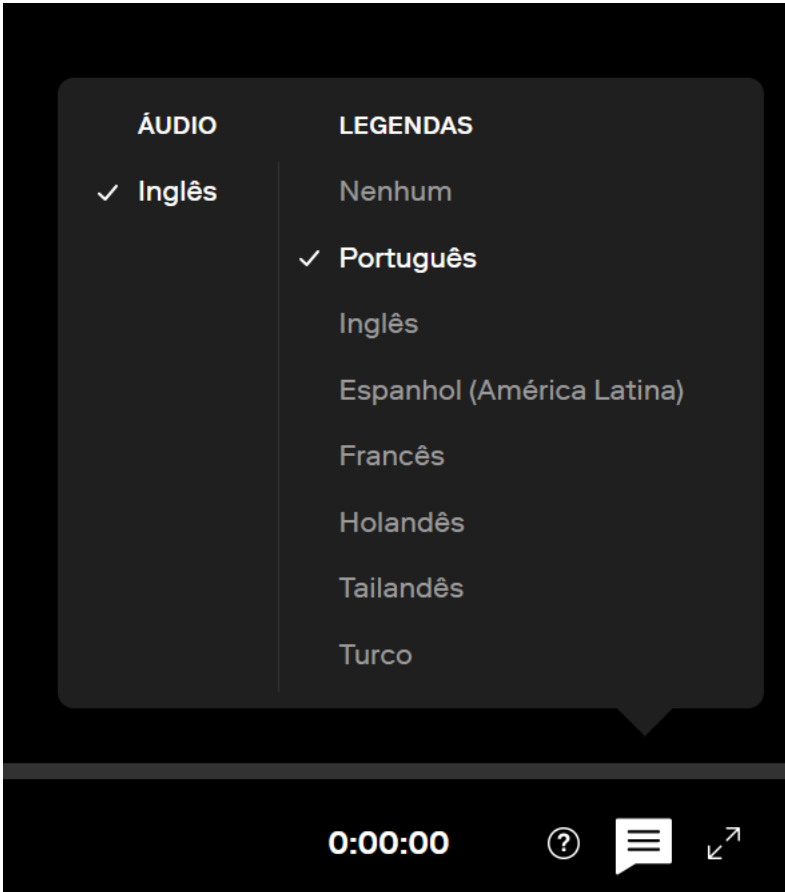 ÁUDIO
Inglês
LEGENDAS
Nenhum
Português
Inglês
Espanhol (América Latina)
Francês
Holandês
Tailandês
Turco
0:00:00
?